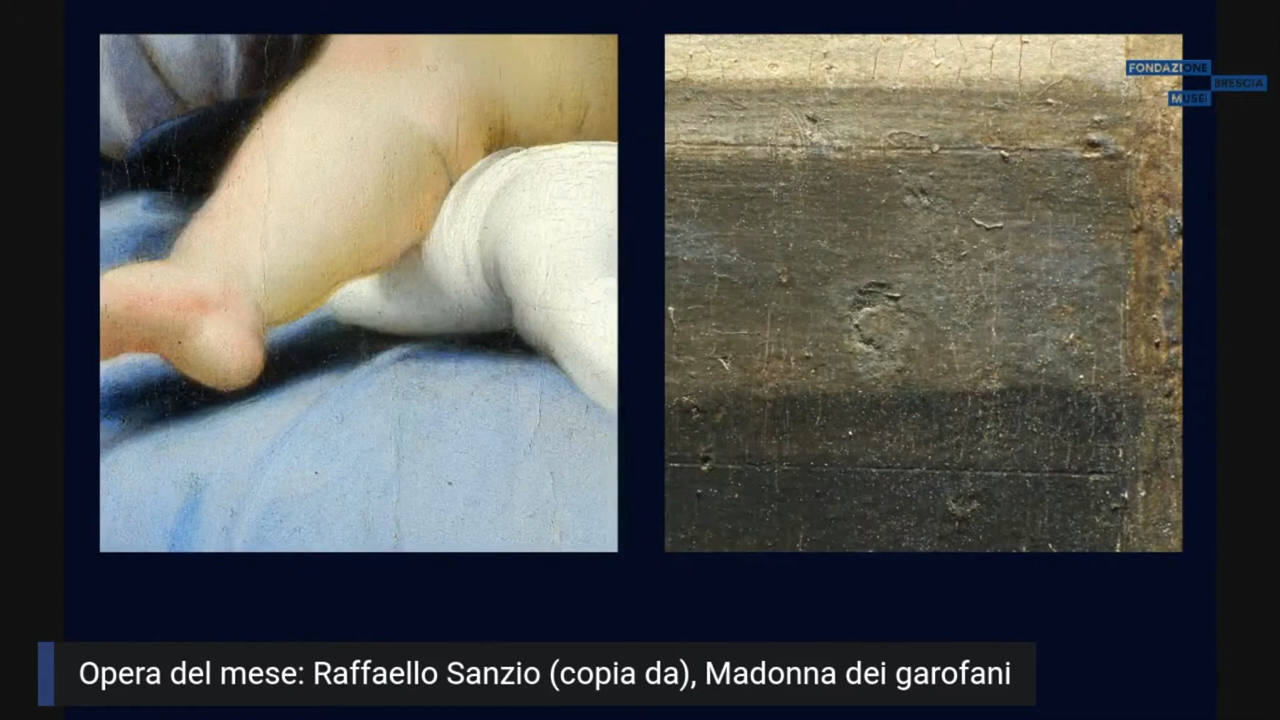 FONDAZIONE
BRESCIA
MUSEI
Opera del mese: Raffaello Sanzio (copia da), Madonna dei garofani